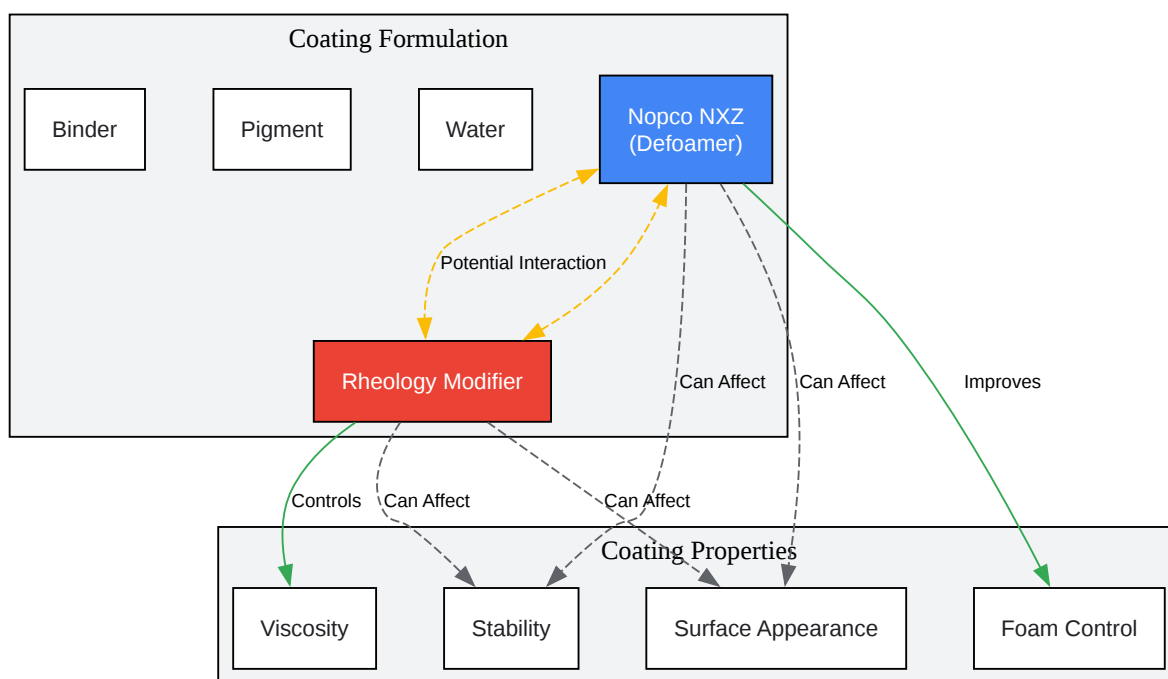 Coating Formulation
Binder
Pigment
Water
Nopco NXZ
(Defoamer)
Potential Interaction
Rheology Modifier
Can Affect
Can Affect
Improves
Controls
Can Affect
Can Affect
Coating Properties
Viscosity
Stability
Surface Appearance
Foam Control